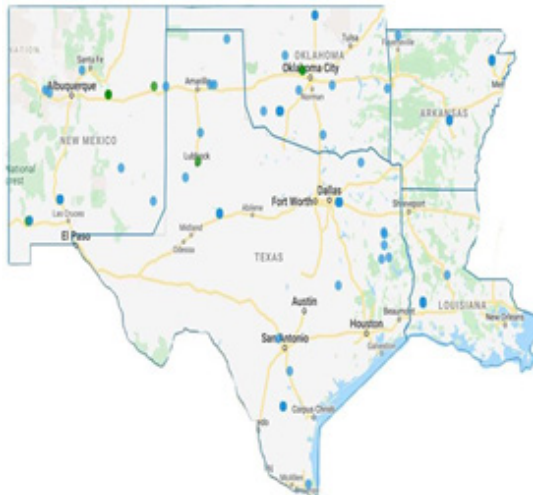 Tulsa
Fayetteville
NATION
Santa Fe
OKLAHOMA
Oklahoma City
Amarillo
Albuquerque
Norman
ARKANSAS
NEW MEXICO
Lubbock
National
Las Cruces
Abilene
Fort Worth
Dallas
Shreveport
El Paso
Midland
Odessa
TEXAS
Austin
LOUISIANA
Beaumont
New Orleans
Houston
San Antonio
Galveston
Corpus Christi
McAllen